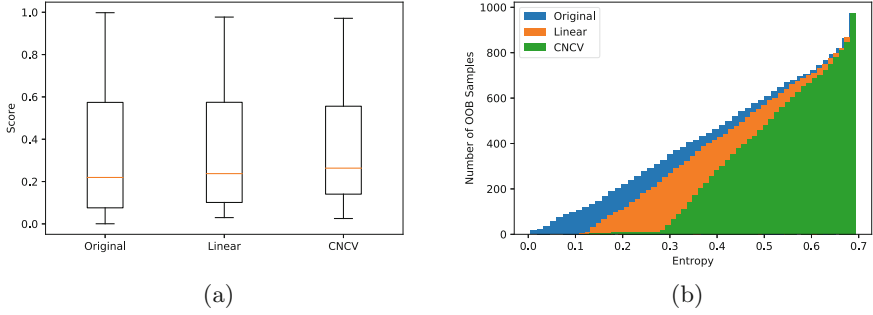 1.0
0.8
0.6
0.4
0.2
0.0
Score
Original
Linear
CNCV
(a)
1000
800
600
400
200
0
Number of OOB Samples
Original
Linear
CNCV
0.0 0.1 0.2 0.3 0.4 0.5 0.6 0.7
Entropy
(b)